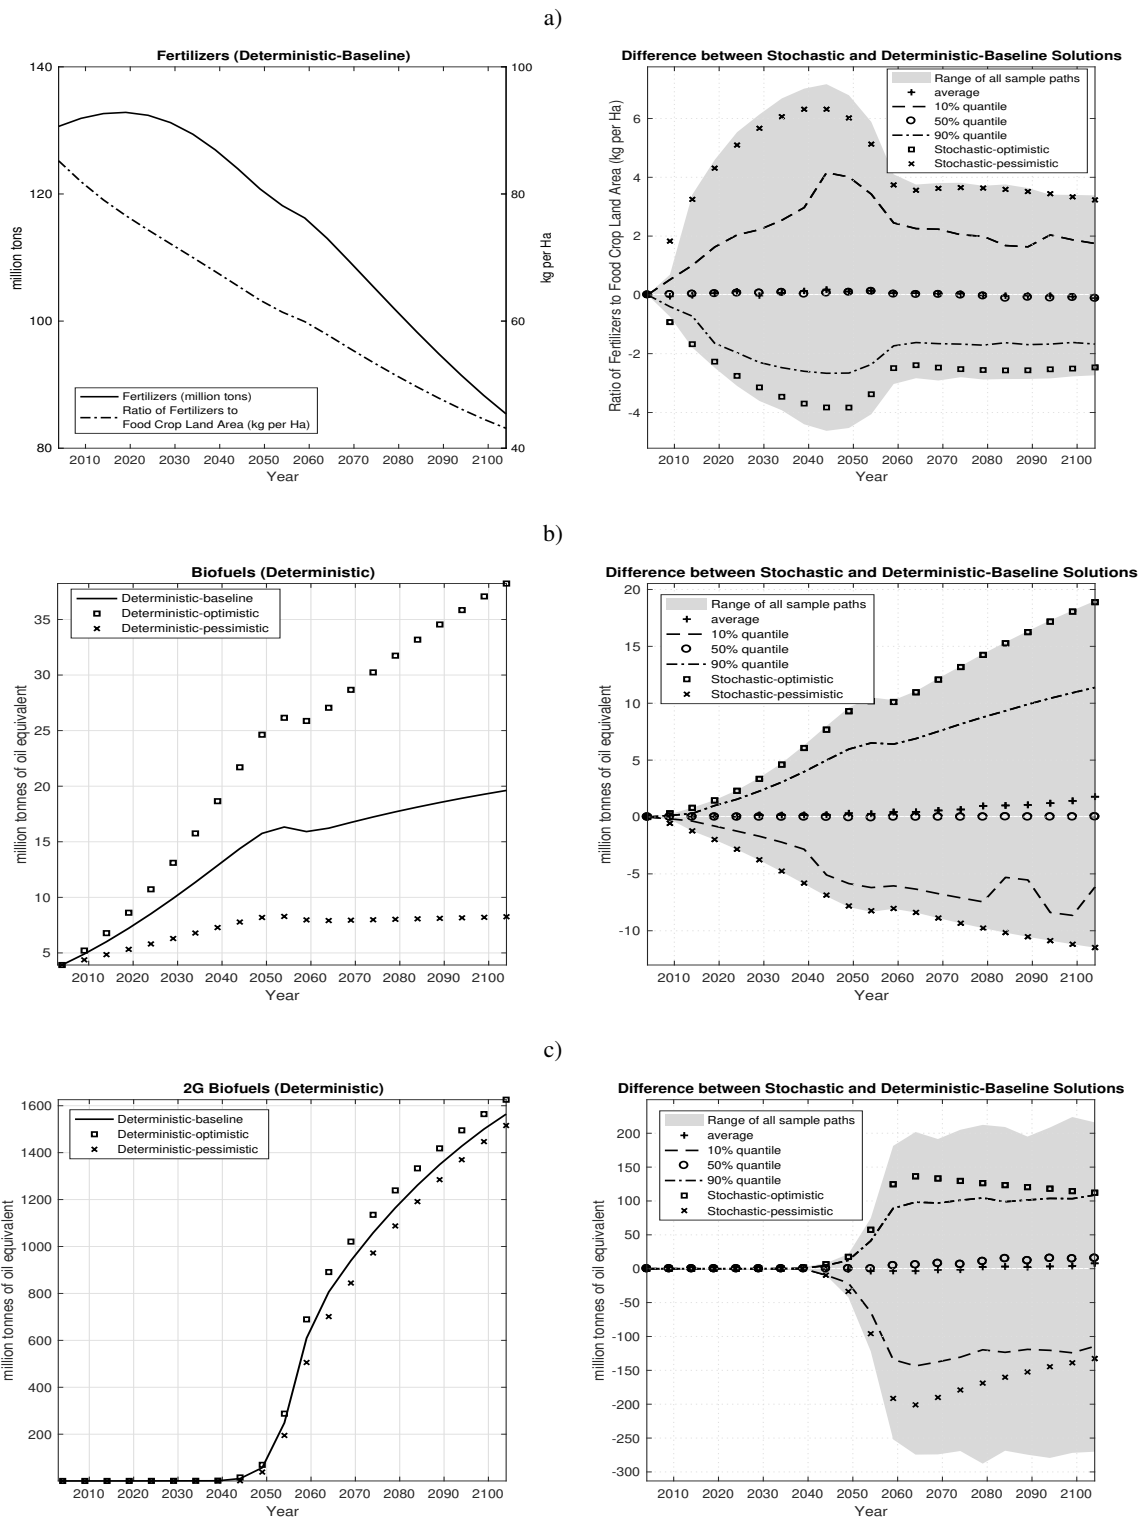 a)
Fertilizers (Deterministic-Baseline)
140
120
100
80
million tons
100
80
60
40
kg per Ha
Fertilizers (million tons)
Ratio of Fertilizers to
Food Crop Land Area (kg per Ha)
2010 2020 2030 2040 2050 2060 2070 2080 2090 2100
Year
Difference between Stochastic and Deterministic-Baseline Solutions
Ratio of Fertilizers to Food Crop Land Area (kg per Ha)
6
4
2
0
-2
-4
Range of all sample paths
average
10% quantile
50% quantile
90% quantile
Stochastic-optimistic
Stochastic-pessimistic
2010 2020 2030 2040 2050 2060 2070 2080 2090 2100
Year
b)
Biofuels (Deterministic)
million tonnes of oil equivalent
35
30
25
20
15
10
5
Deterministic-baseline
Deterministic-optimistic
Deterministic-pessimistic
2010 2020 2030 2040 2050 2060 2070 2080 2090 2100
Year
Difference between Stochastic and Deterministic-Baseline Solutions
million tonnes of oil equivalent
20
15
10
5
0
-5
-10
Range of all sample paths
average
10% quantile
50% quantile
90% quantile
Stochastic-optimistic
Stochastic-pessimistic
2010 2020 2030 2040 2050 2060 2070 2080 2090 2100
Year
c)
2G Biofuels (Deterministic)
million tonnes of oil equivalent
1600
1400
1200
1000
800
600
400
200
Deterministic-baseline
Deterministic-optimistic
Deterministic-pessimistic
2010 2020 2030 2040 2050 2060 2070 2080 2090 2100
Year
Difference between Stochastic and Deterministic-Baseline Solutions
million tonnes of oil equivalent
200
150
100
50
0
-50
-100
-150
-200
-250
-300
Range of all sample paths
average
10% quantile
50% quantile
90% quantile
Stochastic-optimistic
Stochastic-pessimistic
2010 2020 2030 2040 2050 2060 2070 2080 2090 2100
Year